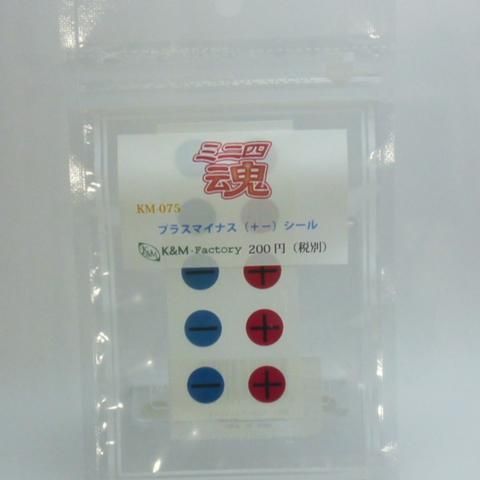 ミニ四
魂
KM-075
プラスマイナス（+ー）シール
K&M K&M-Factory 200円（税別）
− +
− +
− +